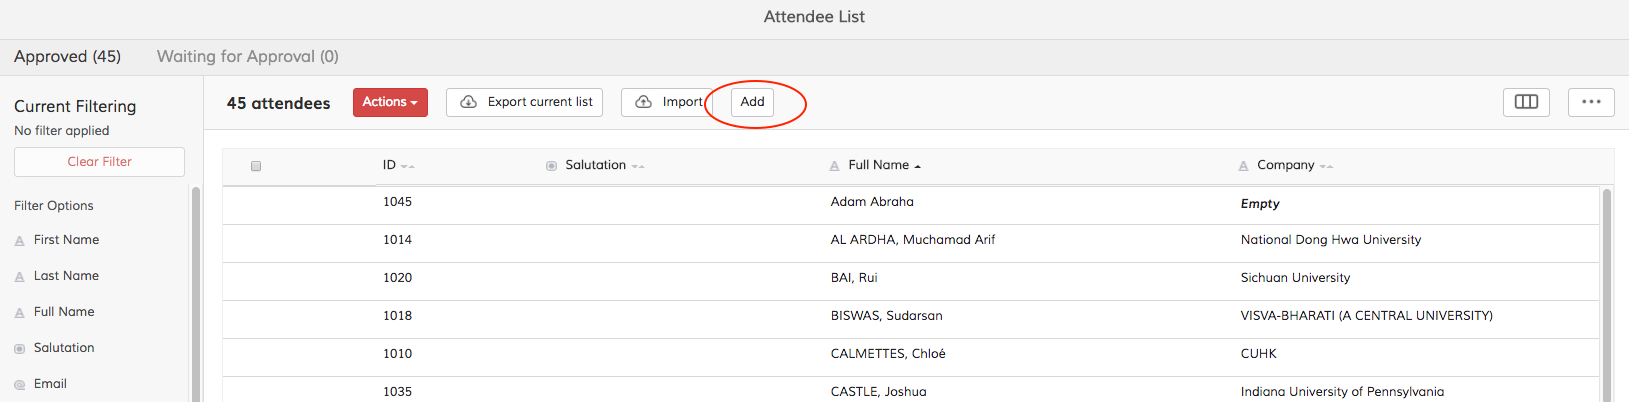 Attendee List
Approved (45) Waiting for Approval (0)
Current Filtering
No filter applied
Clear Filter
Filter Options
First Name
Last Name
Full Name
Salutation
Email
45 attendees Actions Export current list Import Add
ID Salutation Full Name Company
1045 Adam Abraha Empty
1014 AL ARDHA, Muchamad Arif National Dong Hwa University
1020 BAI, Rui Sichuan University
1018 BISWAS, Sudarsan VISVA-BHARATI (A CENTRAL UNIVERSITY)
1010 CALMETTES, Chloé CUHK
1035 CASTLE, Joshua Indiana University of Pennsylvania